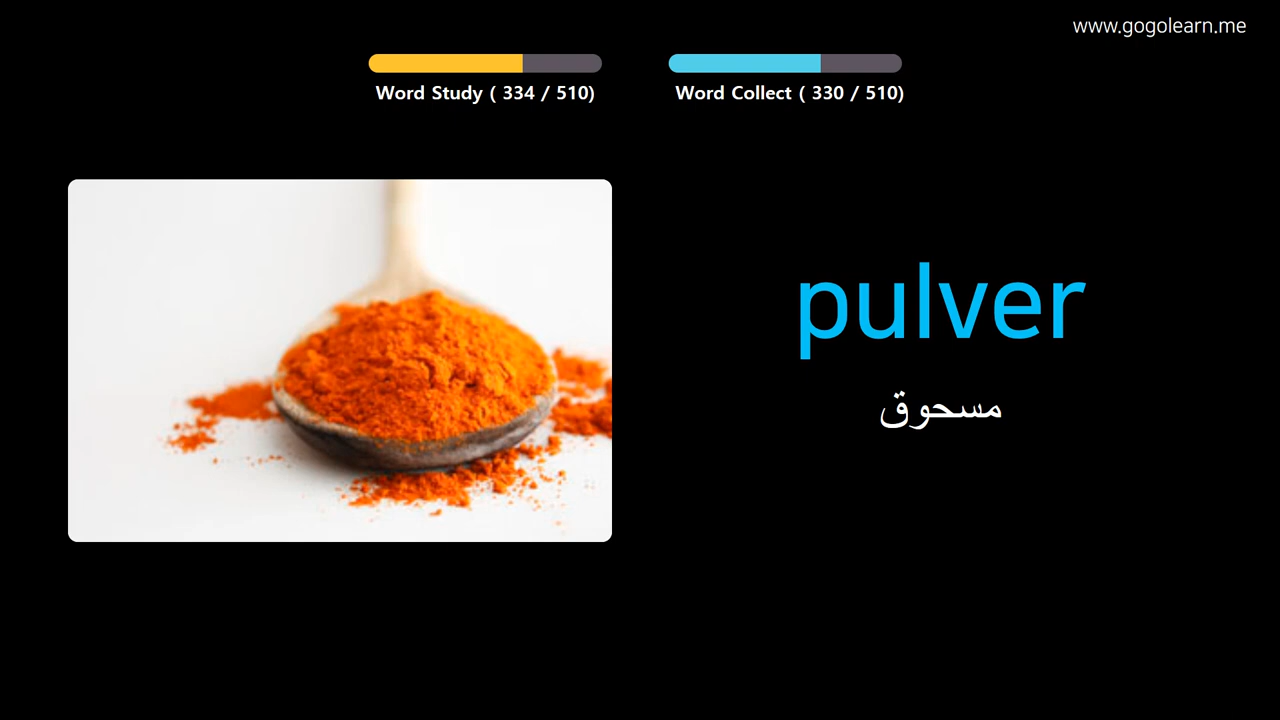 www.gogolearn.me
Word Study ( 334 / 510)
Word Collect ( 330 / 510)
pulver
مسحوق